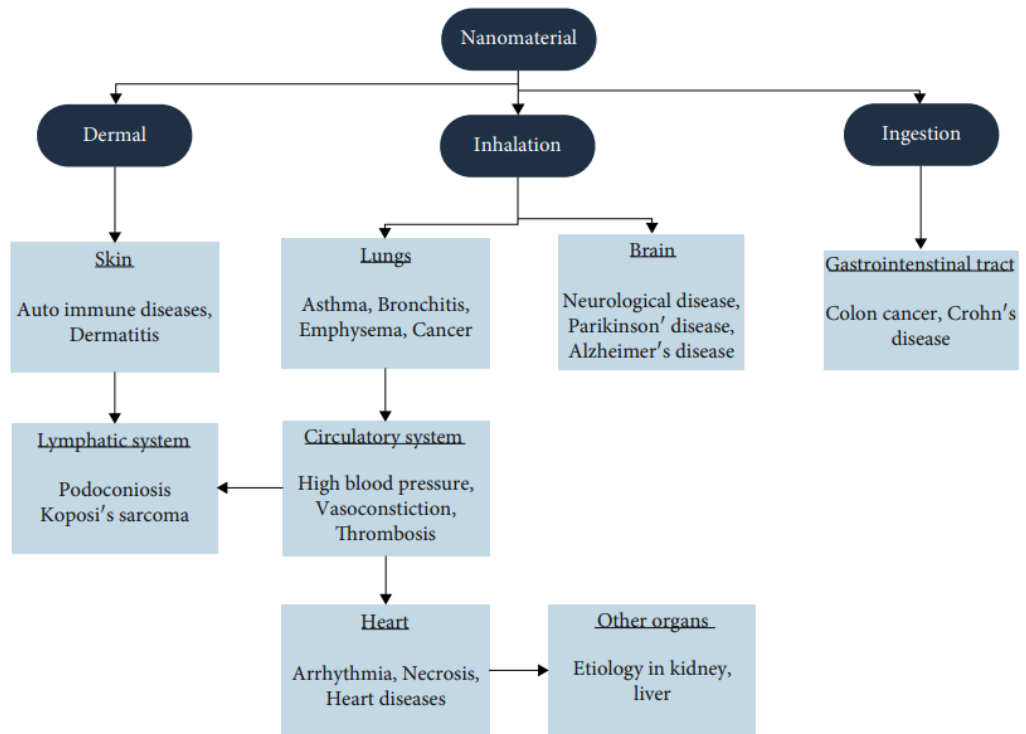 Nanomaterial
Dermal
Inhalation
Ingestion
Skin
Auto immune diseases,
Dermatitis
Lungs
Asthma, Bronchitis,
Emphysema, Cancer
Brain
Neurological disease,
Parikinson' disease,
Alzheimer's disease
Gastrointenstinal tract
Colon cancer, Crohn's
disease
Lymphatic system
Podoconiosis
Koposi's sarcoma
Circulatory system
High blood pressure,
Vasoconstiction,
Thrombosis
Heart
Arrhythmia, Necrosis,
Heart diseases
Other organs
Etiology in kidney,
liver